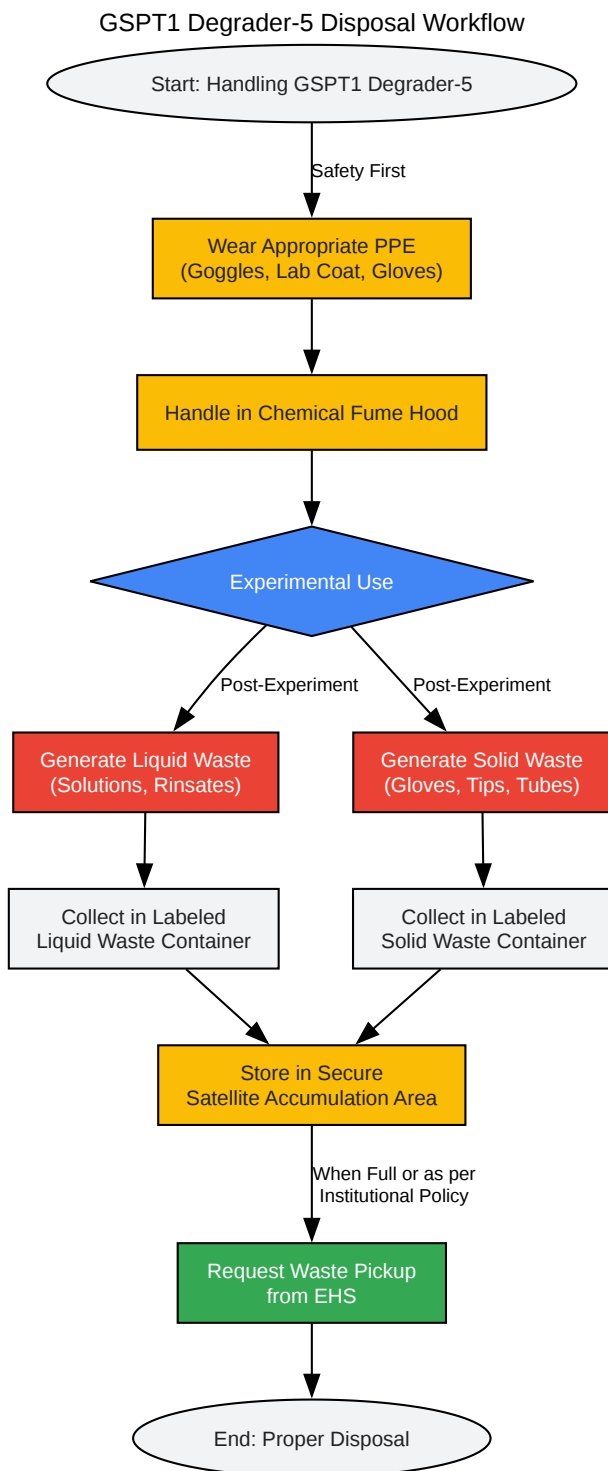 GSPT1 Degrader-5 Disposal Workflow
Start: Handling GSPT1 Degrader-5
Safety First
Wear Appropriate PPE
(Goggles, Lab Coat, Gloves)
Handle in Chemical Fume Hood
Experimental Use
Post-Experiment
Post-Experiment
Generate Liquid Waste
(Solutions, Rinsates)
Generate Solid Waste
(Gloves, Tips, Tubes)
Collect in Labeled
Liquid Waste Container
Collect in Labeled
Solid Waste Container
Store in Secure
Satellite Accumulation Area
When Full or as per
Institutional Policy
Request Waste Pickup
from EHS
End: Proper Disposal